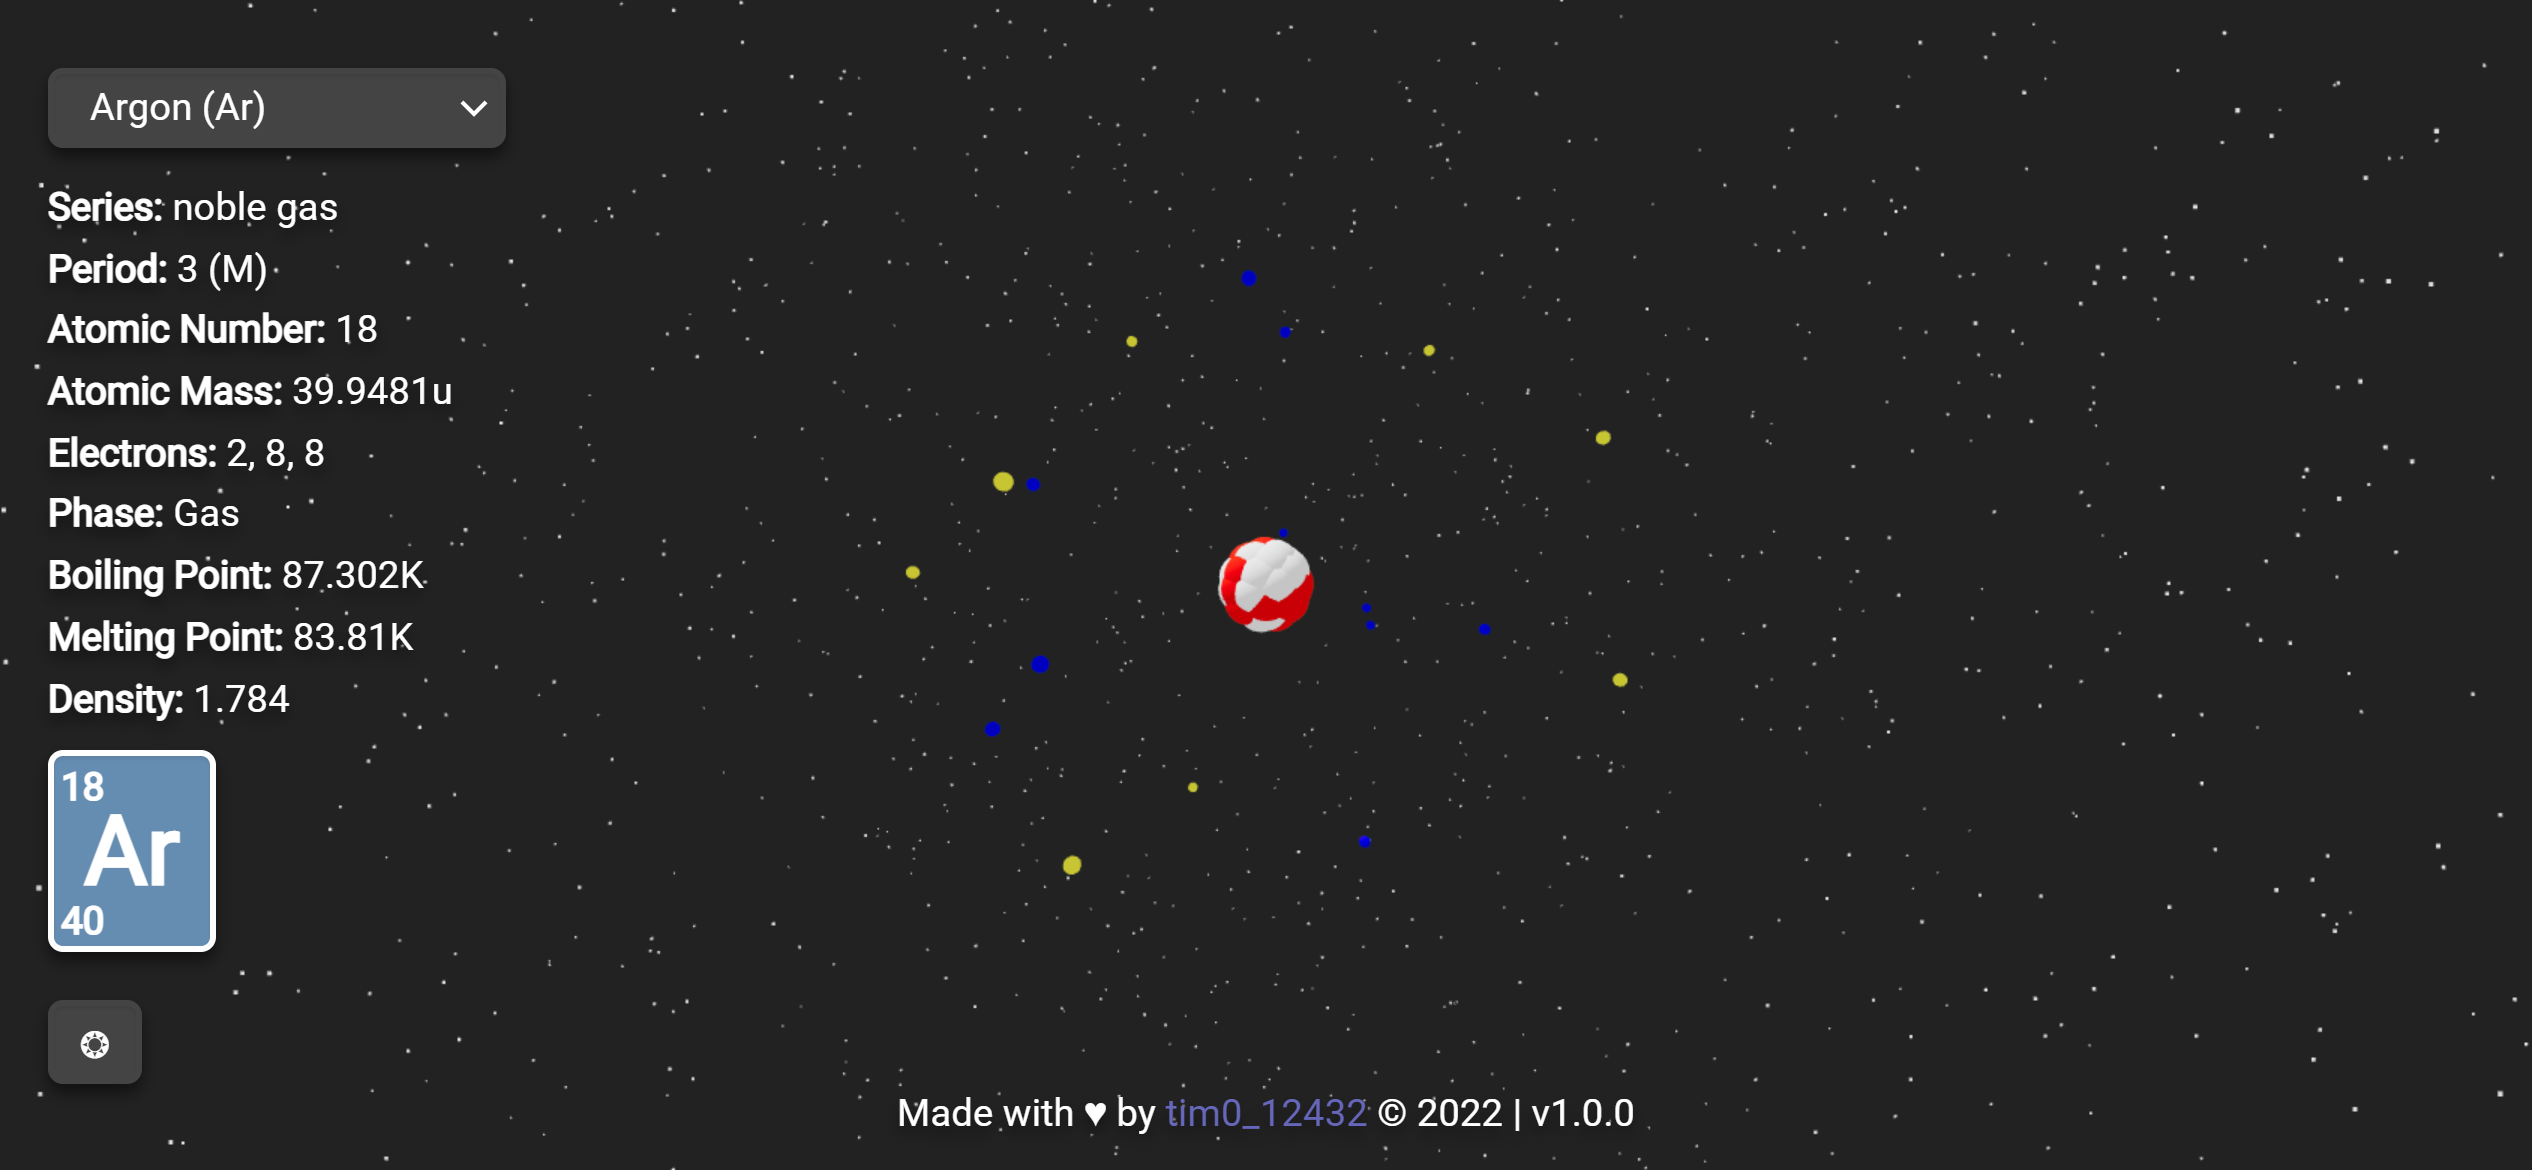 Argon (Ar)
Series: noble gas
Period: 3 (M)
Atomic Number: 18
Atomic Mass: 39.9481u
Electrons: 2, 8, 8
Phase: Gas
Boiling Point: 87.302K
Melting Point: 83.81K
Density: 1.784
18
Ar
40
Made with ♥ by tim0_12432 © 2022 | v1.0.0